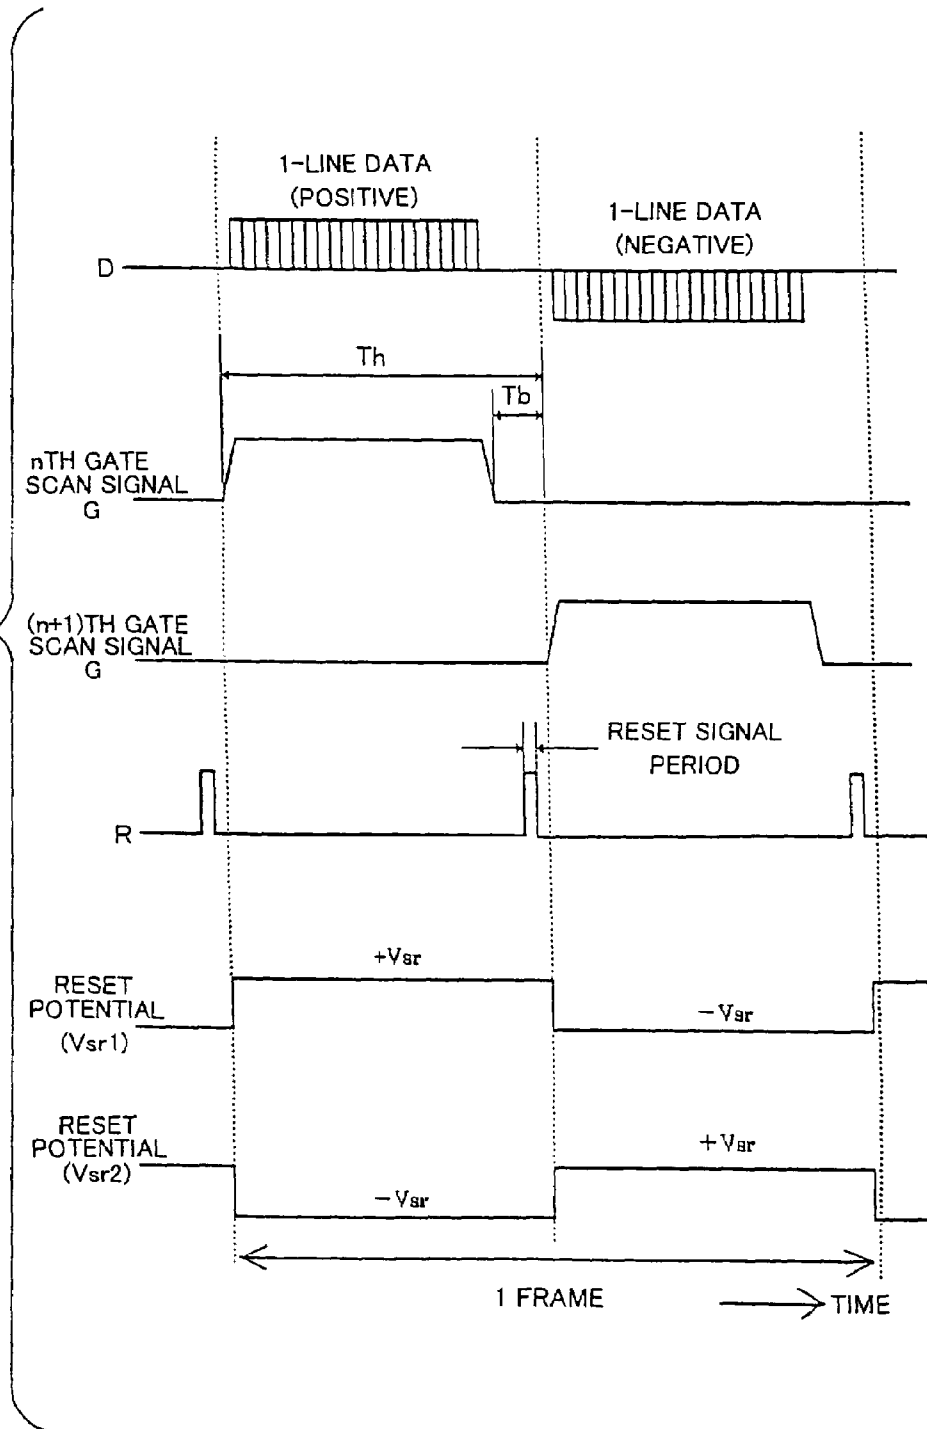 1-LINE DATA
(POSITIVE)
1-LINE DATA
(NEGATIVE)
D
Th
Tb
nTH GATE
SCAN SIGNAL
G
(n+1)TH GATE
SCAN SIGNAL
G
RESET SIGNAL
PERIOD
R
+Vsr
RESET
POTENTIAL
(Vsr1)
-Vsr
RESET
POTENTIAL
(Vsr2)
+Vsr
-Vsr
1 FRAME
TIME